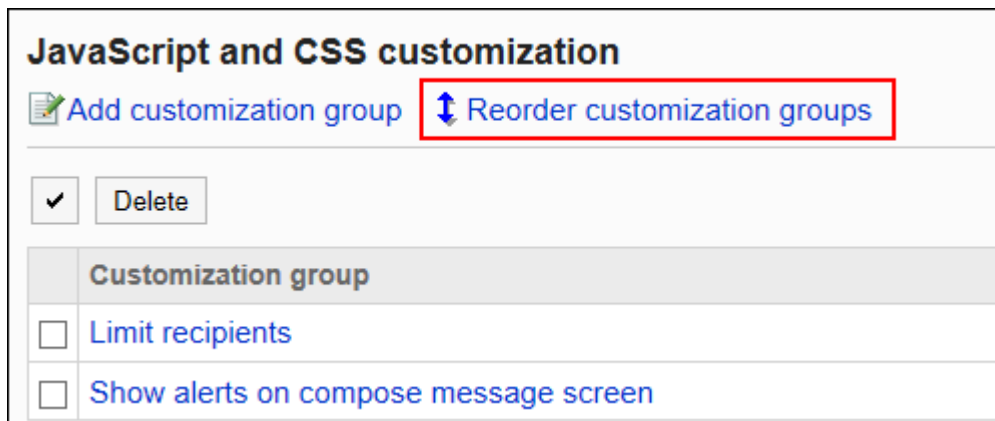 JavaScript and CSS customization
Add customization group Reorder customization groups
Delete
Customization group
Limit recipients
Show alerts on compose message screen